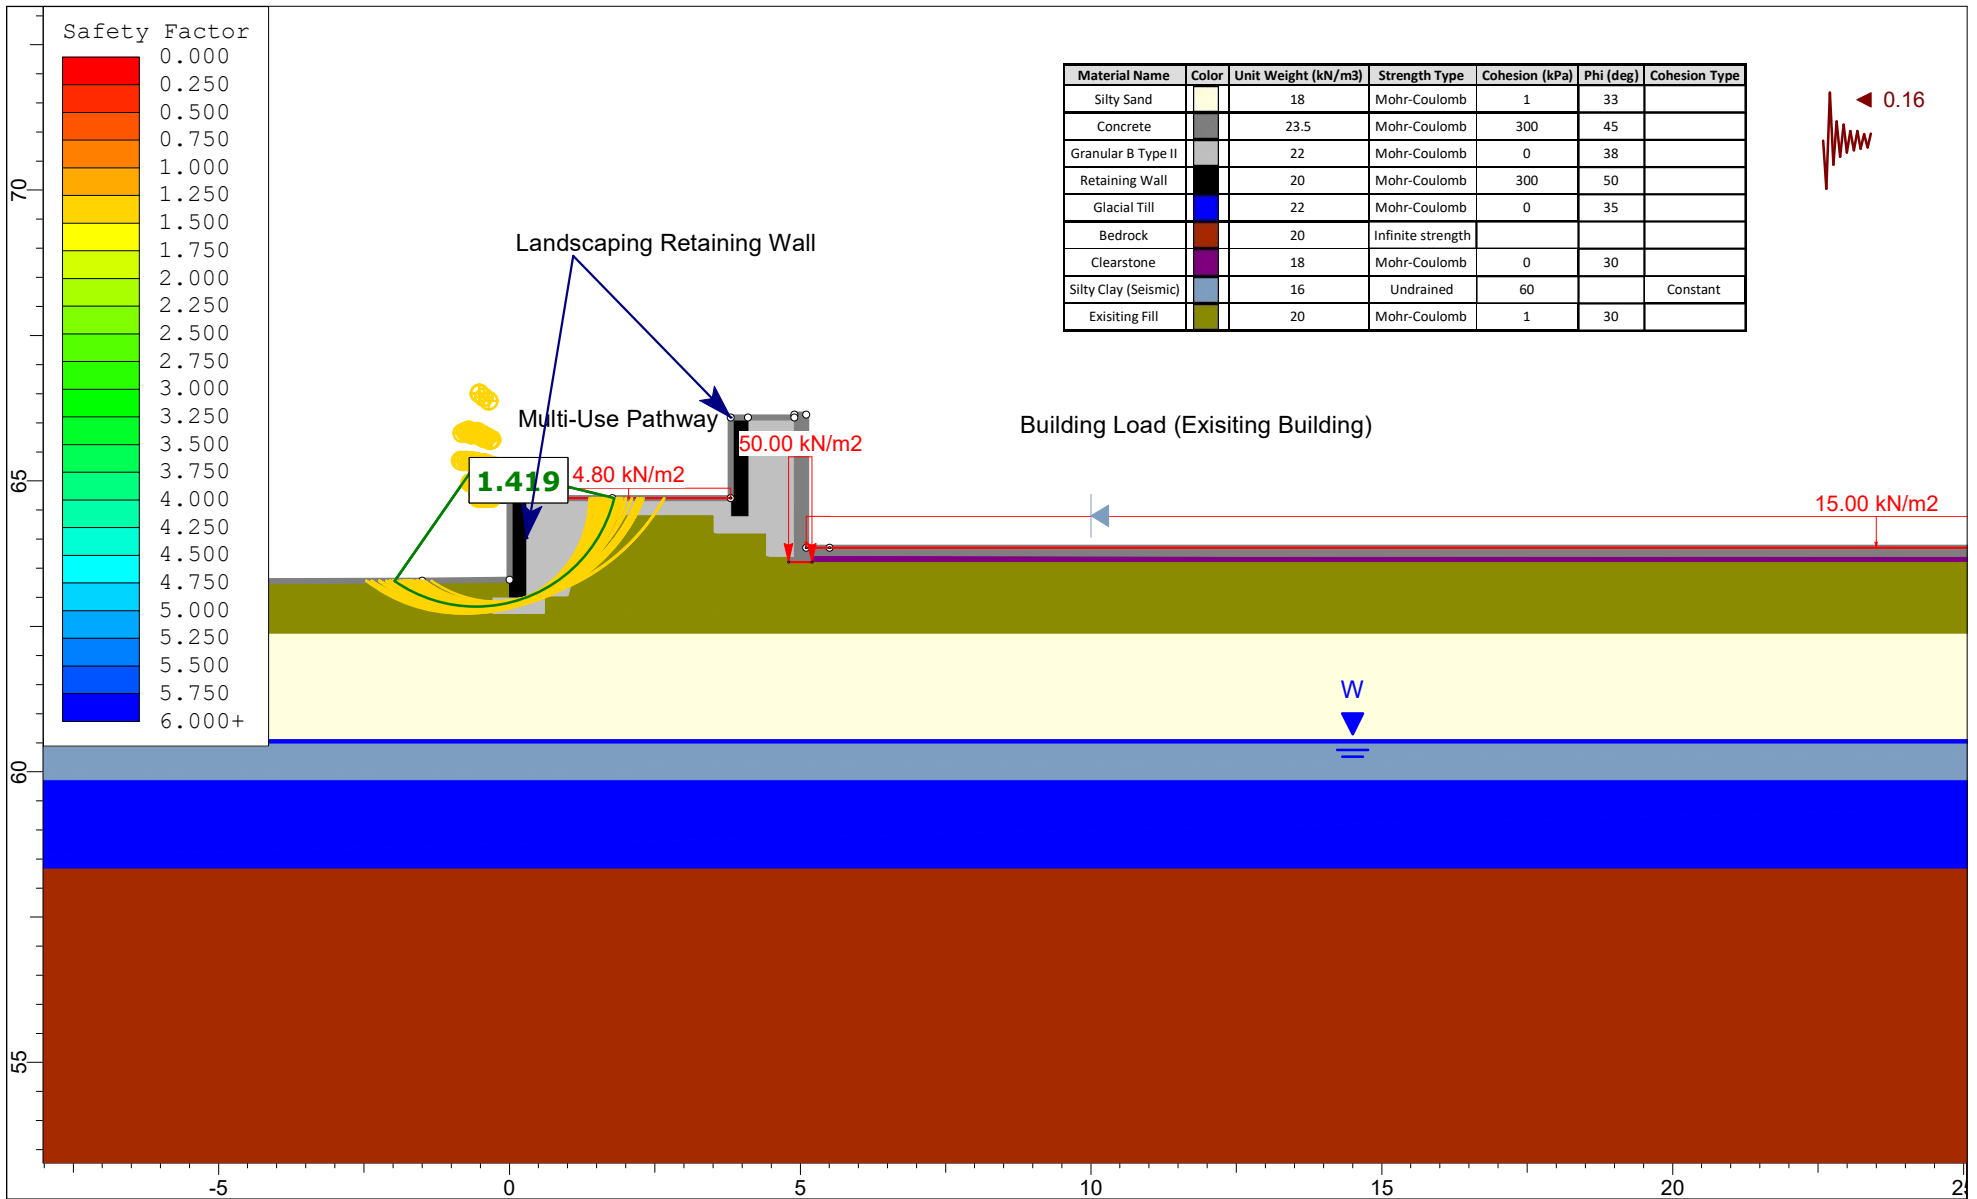 Safety Factor
0.000
0.250
0.500
0.750
1.000
1.250
1.500
1.750
2.000
2.250
2.500
2.750
3.000
3.250
3.500
3.750
4.000
4.250
4.500
4.750
5.000
5.250
5.500
5.750
6.000+
Material Name Color Unit Weight (kN/m3) Strength Type Cohesion (kPa) Phi (deg) Cohesion Type
Silty Sand 18 Mohr-Coulomb 1 33
Concrete 23.5 Mohr-Coulomb 300 45
Granular B Type II 22 Mohr-Coulomb 0 38
Retaining Wall 20 Mohr-Coulomb 300 50
Glacial Till 22 Mohr-Coulomb 0 35
Bedrock 20 Infinite strength
Clearstone 18 Mohr-Coulomb 0 30
Silty Clay (Seismic) 16 Undrained 60 Constant
Exisiting Fill 20 Mohr-Coulomb 1 30
0.16
Landscaping Retaining Wall
Multi-Use Pathway
Building Load (Exisiting Building)
50.00 kN/m2
1.419
4.80 kN/m2
15.00 kN/m2
W
70
65
60
55
-5 0 5 10 15 20